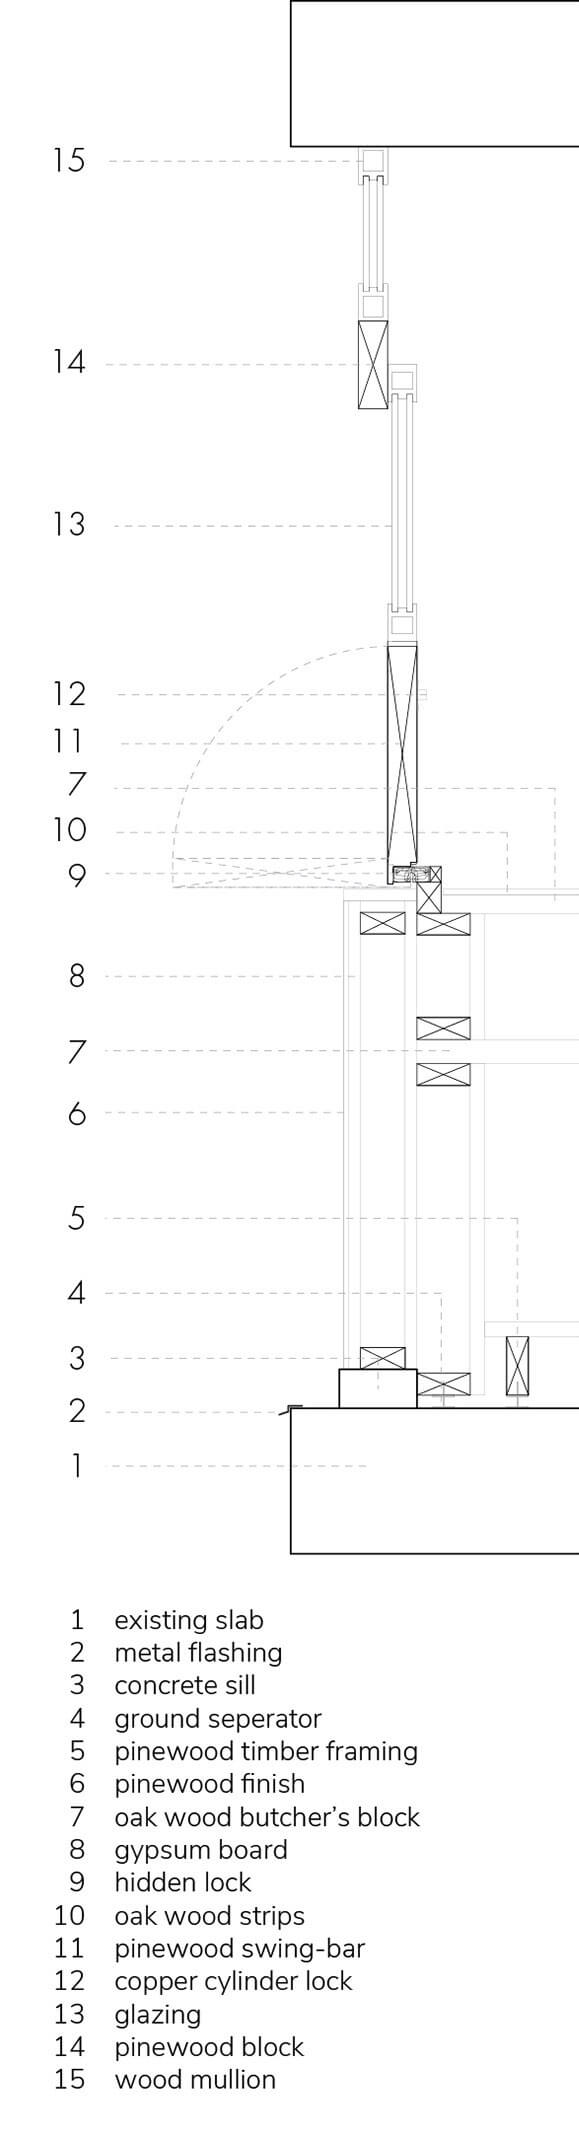 15
14
13
12
11
7
10
9
8
7
6
5
4
3
2
1
1 existing slab
2 metal flashing
3 concrete sill
4 ground seperator
5 pinewood timber framing
6 pinewood finish
7 oak wood butcher's block
8 gypsum board
9 hidden lock
10 oak wood strips
11 pinewood swing-bar
12 copper cylinder lock
13 glazing
14 pinewood block
15 wood mullion